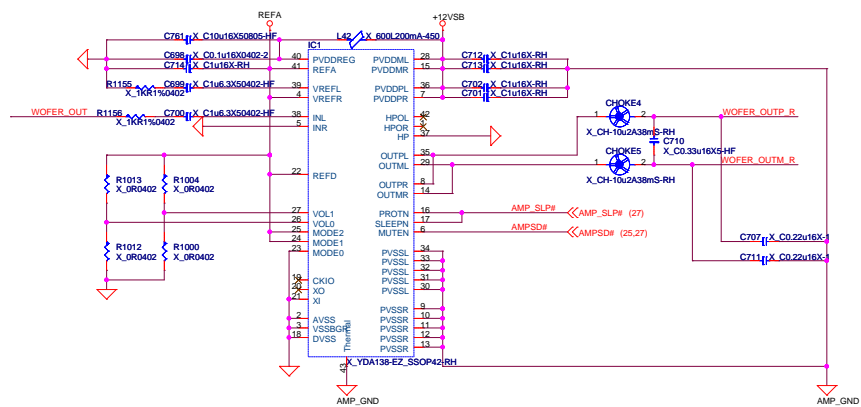 REFA
+12VSB
C761 X_C10u16X50805-HF
L42 X_600L200mA-450
IC1
C698 X_C0.1u16X0402-2
C714 X_C1u16X-RH
40 PVDDREG
41 REFA
PVDDML 28
PVDDMR 15
C712 X_C1u16X-RH
C713 X_C1u16X-RH
R1155
X_1KR1%0402
C699 X_C1u6.3X50402-HF
39 VREFL
4 VREFR
PVDDPL 36
PVDDPR 7
C702 X_C1u16X-RH
C701 X_C1u16X-RH
WOFER_OUT
R1156
X_1KR1%0402
C700 X_C1u6.3X50402-HF
38 INL
5 INR
HPOL 42
HPOR
HP 37
CHOKE4
1 2
X_CH-10u2A38mS-RH
WOFER_OUTP_R
C710
X_C0.33u16X5-HF
OUTPL 35
OUTML 29
CHOKE5
1 2
X_CH-10u2A38mS-RH
WOFER_OUTM_R
22 REFD
OUTPR 8
OUTMR 14
R1013
X_0R0402
R1004
X_0R0402
27 VOL1
26 VOL0
25 MODE2
24 MODE1
23 MODE0
PROTN 16
SLEEPN 17
MUTEN 6
AMP_SLP#
AMP_SLP# (27)
AMPSD#
AMPSD# (25,27)
R1012
X_0R0402
R1000
X_0R0402
C707 X_C0.22u16X-1
C711 X_C0.22u16X-1
PVSSL 34
PVSSL 33
PVSSL 32
PVSSL 31
PVSSL 30
19 CKIO
20 XO
21 XI
PVSSR 9
PVSSR 10
PVSSR 11
PVSSR 12
PVSSR 13
2 AVSS
3 VSSBGR
18 DVSS
Thermal
43
X_YDA138-EZ_SSOP42-RH
AMP_GND
AMP_GND